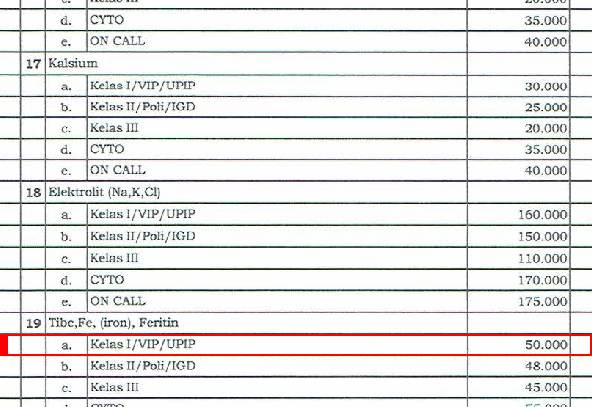 20.000
d. CYTO 35.000
e. ON CALL 40.000
17 Kalsium
a. Kelas I/VIP/UPIP 30.000
b. Kelas II/Poli/IGD 25.000
c. Kelas III 20.000
d. CYTO 35.000
e. ON CALL 40.000
18 Elektrolit (Na,K,Cl)
a. Kelas I/VIP/UPIP 160.000
b. Kelas II/Poli/IGD 150.000
c. Kelas III 110.000
d. CYTO 170.000
e. ON CALL 175.000
19 Tibc,Fe, (iron), Feritin
a. Kelas I/VIP/UPIP 50.000
b. Kelas II/Poli/IGD 48.000
c. Kelas III 45.000